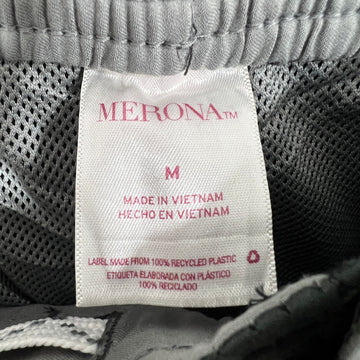 MERONA™
M
MADE IN VIETNAM
HECHO EN VIETNAM
LABEL MADE FROM 100% RECYCLED PLASTIC
ETIQUETA ELABORADA CON PLÁSTICO
100% RECICLADO